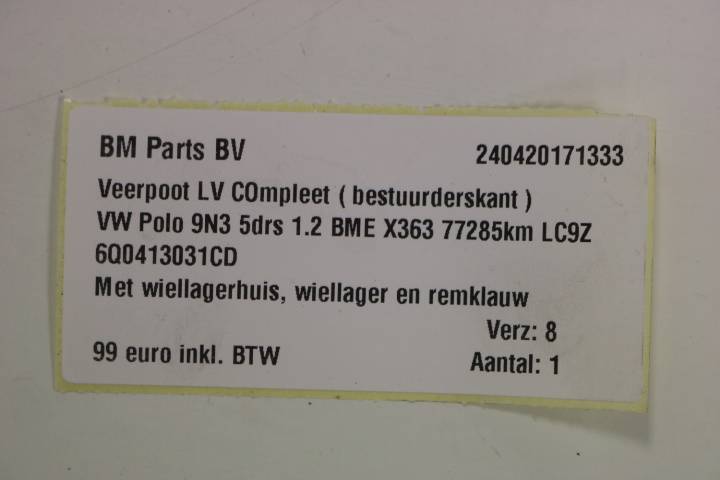 BM Parts BV 240420171333
Veerpoot LV COmpleet ( bestuurderskant )
VW Polo 9N3 5drs 1.2 BME X363 77285km LC9Z
6Q0413031CD
Met wiellagerhuis, wiellager en remklauw
Verz: 8
99 euro inkl. BTW Aantal: 1